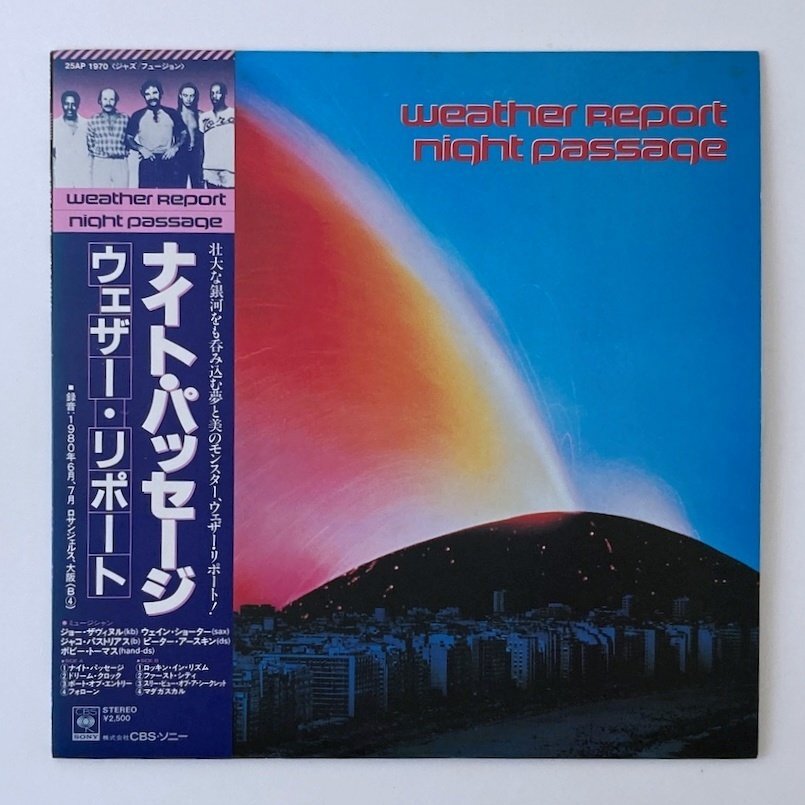 25AP 1970〈ジャズ/フュージョン〉
weather report
night passage
weather report
night passage
壮大な銀河をも呑み込む夢と美のモンスター、ウェザー・リポート!
ナイト・パッセージ
ウェザー・リポート
■録音:1980年6月、7月 ロサンジェルス、大阪(B④)
●ミュージシャン
ジョー・ザヴィヌル(kb) ウェイン・ショーター(sax)
ジャコ・パストリアス(b) ピーター・アースキン(ds)
ボビー・トーマス(hand-ds)
●SIDE A
①ナイト・パッセージ
②ドリーム・クロック
③ポート・オブ・エントリー
④フォローン
●SIDE B
①ロッキン・イン・リズム
②ファースト・シティ
③スリー・ビュー・オブ・ア・シークレット
④マダガスカル
CBS
SONY
STEREO
¥2,500
株式会社CBS・ソニー